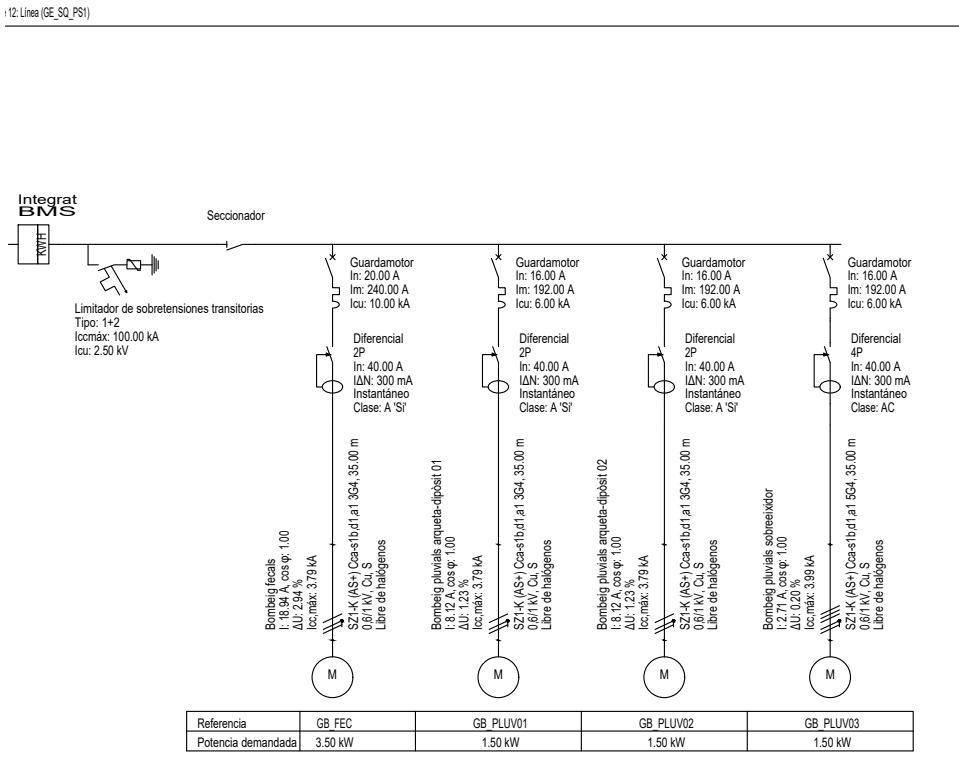 12: Línea (GE_SQ_PS1)
Integrat
BMS
KWH
Seccionador
Limitador de sobretensiones transitorias
Tipo: 1+2
Iccmáx: 100.00 kA
Icu: 2.50 kV
Guardamotor
In: 20.00 A
Im: 240.00 A
Icu: 10.00 kA
Diferencial
2P
In: 40.00 A
IΔN: 300 mA
Instantáneo
Clase: A 'Si'
Bombeig fecals
I: 18.94 A, cos φ: 1.00
ΔU: 2.94 %
Icc,máx: 3.79 kA
SZ1-K (AS+) Cca-s1b,d1,a1 3G4, 35.00 m
0,6/1 kV, Cu, S
Libre de halógenos
M
Guardamotor
In: 16.00 A
Im: 192.00 A
Icu: 6.00 kA
Diferencial
2P
In: 40.00 A
IΔN: 300 mA
Instantáneo
Clase: A 'Si'
Bombeig pluvials arqueta-dipòsit 01
I: 8.12 A, cos φ: 1.00
ΔU: 1.23 %
Icc,máx: 3.79 kA
SZ1-K (AS+) Cca-s1b,d1,a1 3G4, 35.00 m
0,6/1 kV, Cu, S
Libre de halógenos
M
Guardamotor
In: 16.00 A
Im: 192.00 A
Icu: 6.00 kA
Diferencial
2P
In: 40.00 A
IΔN: 300 mA
Instantáneo
Clase: A 'Si'
Bombeig pluvials arqueta-dipòsit 02
I: 8.12 A, cos φ: 1.00
ΔU: 1.23 %
Icc,máx: 3.79 kA
SZ1-K (AS+) Cca-s1b,d1,a1 3G4, 35.00 m
0,6/1 kV, Cu, S
Libre de halógenos
M
Guardamotor
In: 16.00 A
Im: 192.00 A
Icu: 6.00 kA
Diferencial
4P
In: 40.00 A
IΔN: 300 mA
Instantáneo
Clase: AC
Bombeig pluvials sobreeixidor
I: 2.71 A, cos φ: 1.00
ΔU: 0.20 %
Icc,máx: 3.99 kA
SZ1-K (AS+) Cca-s1b,d1,a1 5G4, 35.00 m
0,6/1 kV, Cu, S
Libre de halógenos
M
Referencia GB_FEC GB_PLUV01 GB_PLUV02 GB_PLUV03
Potencia demandada 3.50 kW 1.50 kW 1.50 kW 1.50 kW